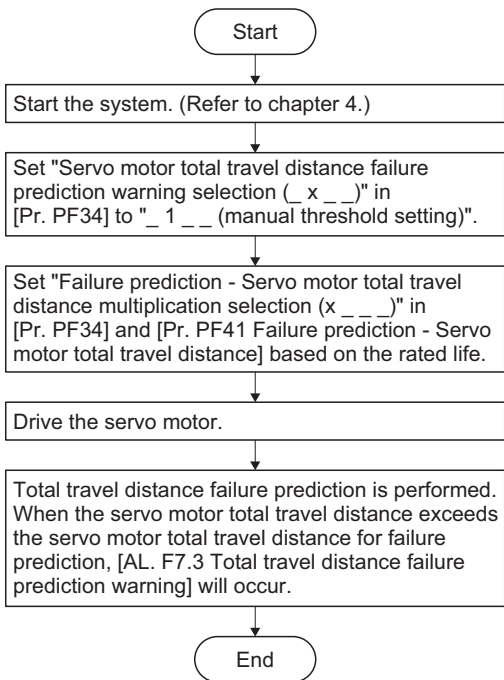 Start
Start the system. (Refer to chapter 4.)
Set "Servo motor total travel distance failure
prediction warning selection (_ x _ _)" in
[Pr. PF34] to "_ 1 _ _ (manual threshold setting)".
Set "Failure prediction - Servo motor total travel
distance multiplication selection (x _ _ _)" in
[Pr. PF34] and [Pr. PF41 Failure prediction - Servo
motor total travel distance] based on the rated life.
Drive the servo motor.
Total travel distance failure prediction is performed.
When the servo motor total travel distance exceeds
the servo motor total travel distance for failure
prediction, [AL. F7.3 Total travel distance failure
prediction warning] will occur.
End